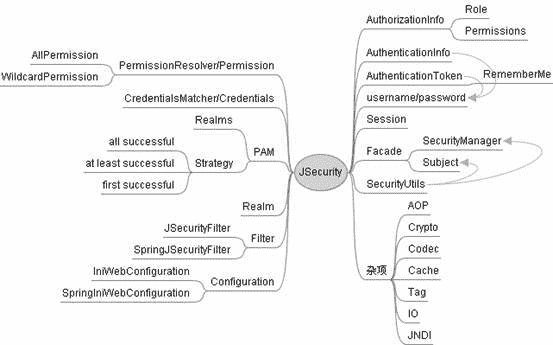 JSecurity
AuthorizationInfo
Role
Permissions
AuthenticationInfo
AuthenticationToken
RememberMe
username/password
Session
Facade
SecurityManager
Subject
SecurityUtils
杂项
AOP
Crypto
Codec
Cache
Tag
IO
JNDI
PermissionResolver/Permission
AllPermission
WildcardPermission
CredentialsMatcher/Credentials
PAM
Realms
Strategy
all successful
at least successful
first successful
Realm
Filter
JSecurityFilter
SpringJSecurityFilter
Configuration
IniWebConfiguration
SpringIniWebConfiguration